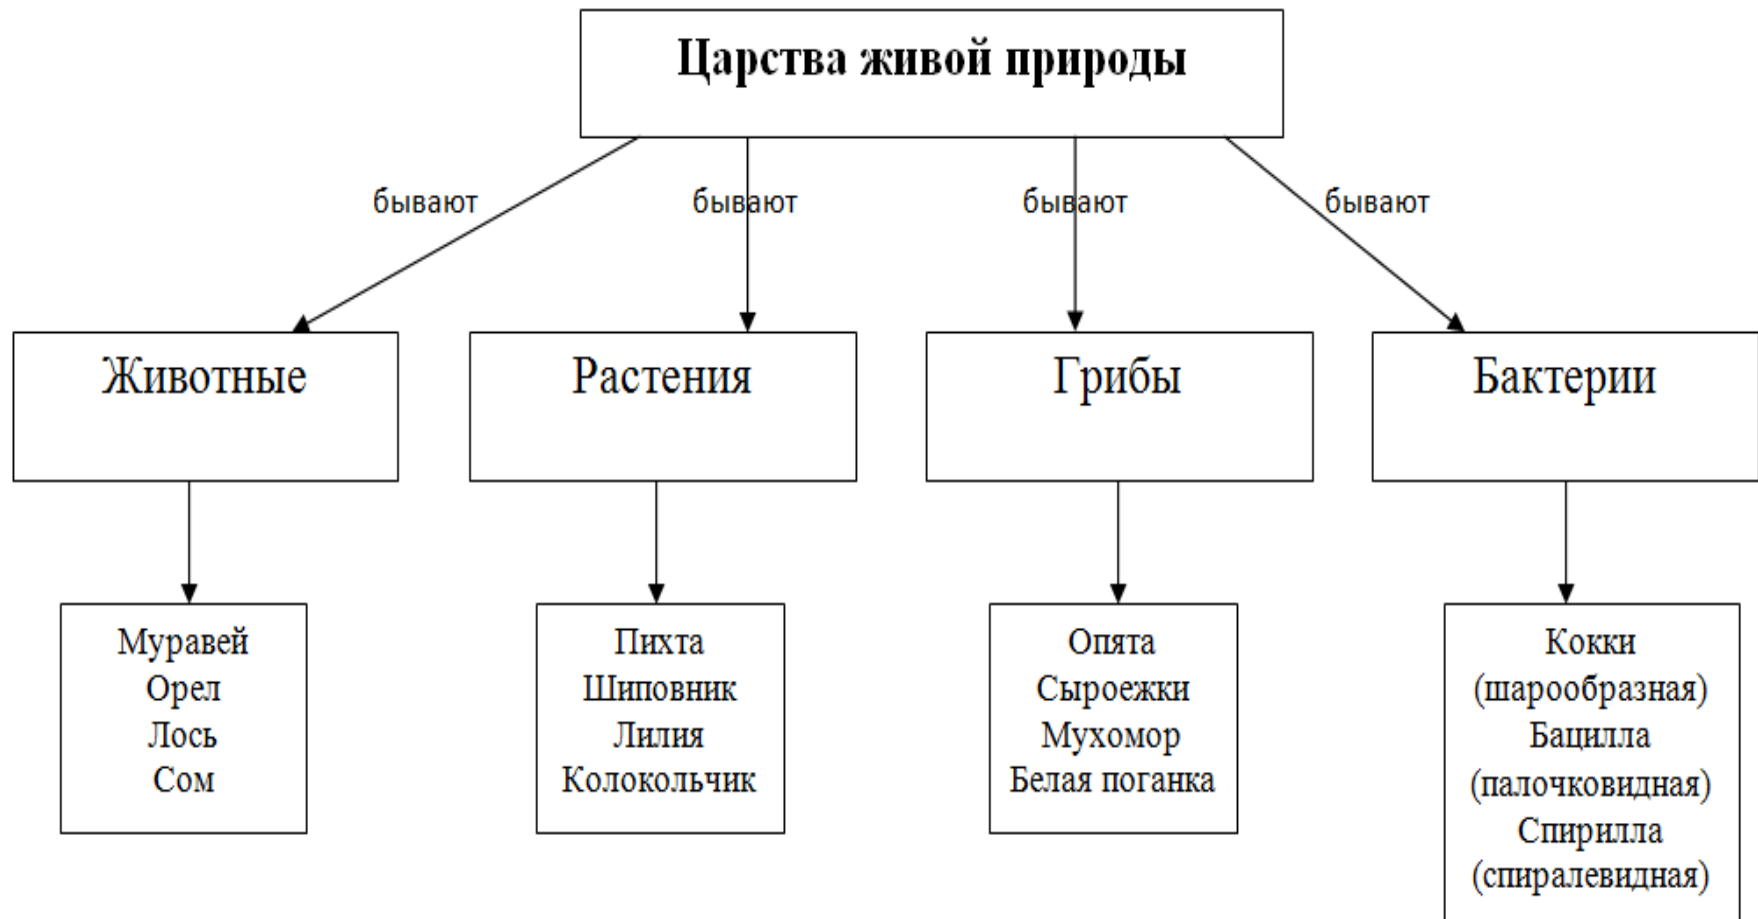 Царства живой природы
бывают
бывают
бывают
бывают
Животные
Растения
Грибы
Бактерии
Муравей
Орел
Лось
Сом
Пихта
Шиповник
Лилия
Колокольчик
Опята
Сыроежки
Мухомор
Белая поганка
Кокки
(шарообразная)
Бацилла
(палочковидная)
Спирилла
(спиралевидная)